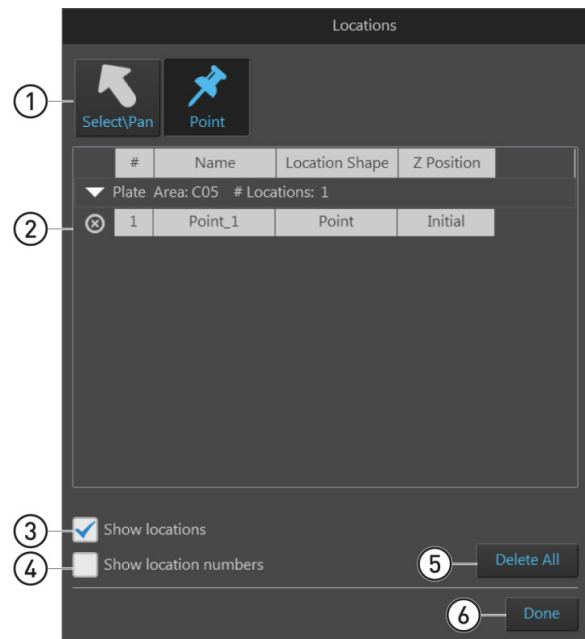 Locations
1
Select\Pan
Point
# Name Location Shape Z Position
Plate Area: C05 # Locations: 1
2
1 Point_1 Point Initial
3
Show locations
4
Show location numbers
5
Delete All
6
Done